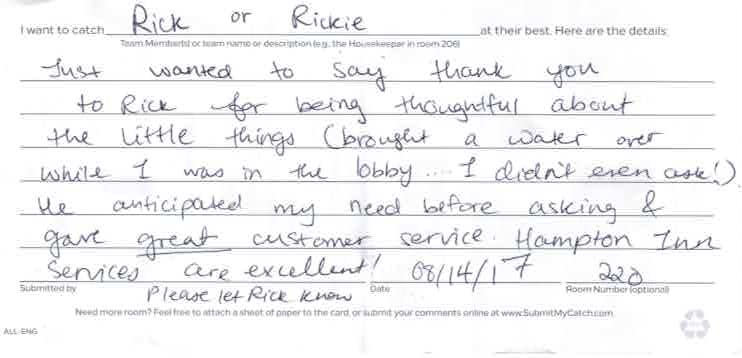 I want to catch Rick or Rickie at their best. Here are the details:
Team Member(s) or team name or description (e.g., the Housekeeper in room 206)
Just wanted to say thank you
to Rick for being thoughtful about
the little things (brought a water over
while I was in the lobby .... I didn't even ask!)
He anticipated my need before asking &
gave great customer service. Hampton Inn
Services are excellent! 08/14/17 220
Submitted by Please let Rick know Date Room Number (optional)
Need more room? Feel free to attach a sheet of paper to the card, or submit your comments online at www.SubmitMyCatch.com.
ALL-ENG